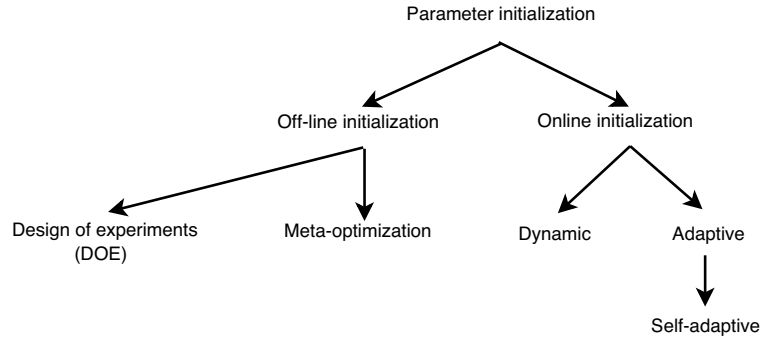 Parameter initialization
Off-line initialization
Online initialization
Design of experiments
(DOE)
Meta-optimization
Dynamic
Adaptive
Self-adaptive